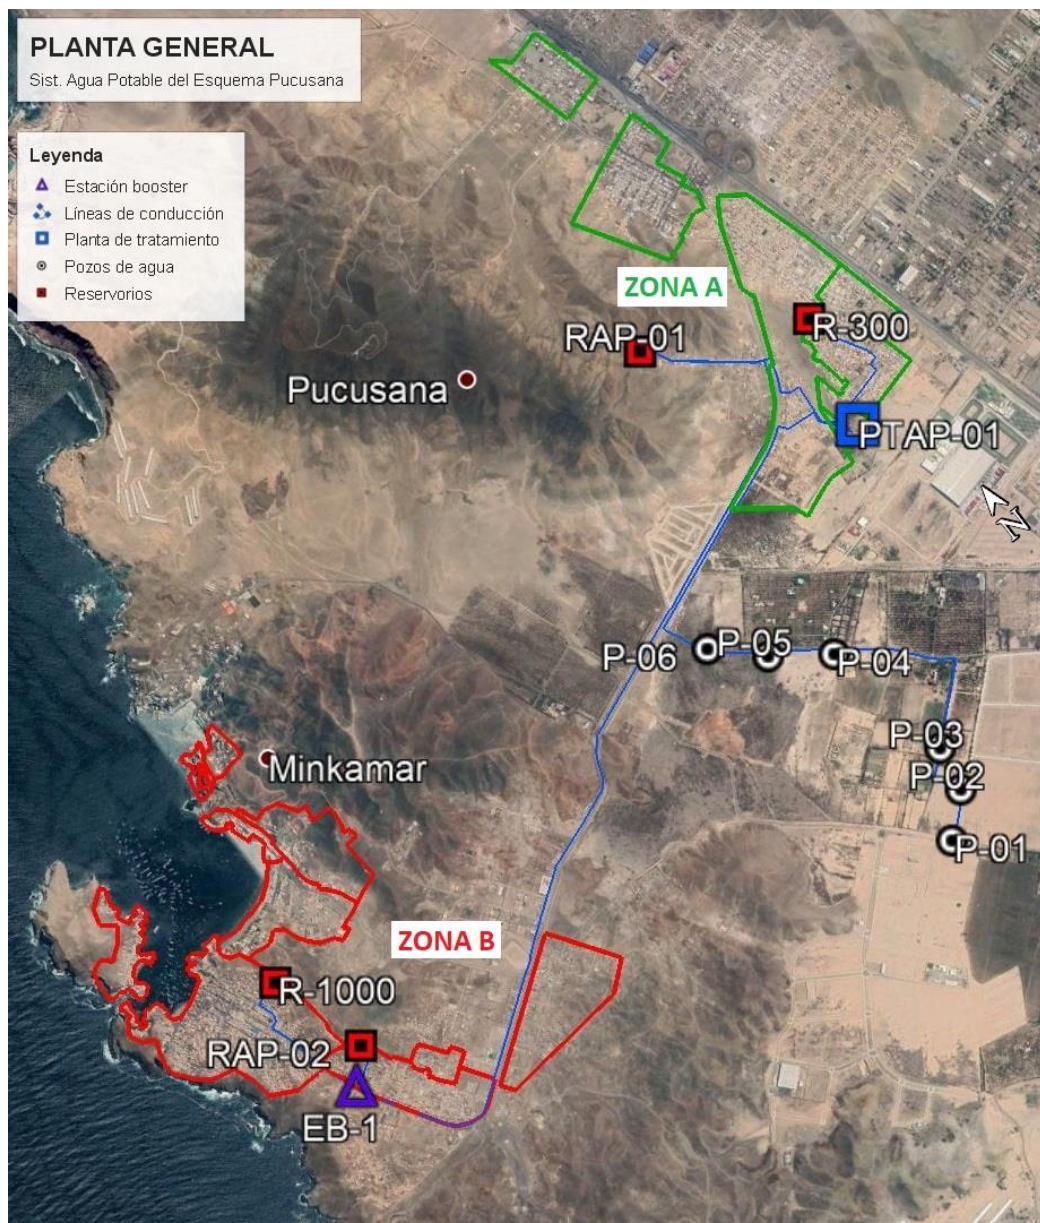 PLANTA GENERAL
Sist. Agua Potable del Esquema Pucusana
Leyenda
Estación booster
Líneas de conducción
Planta de tratamiento
Pozos de agua
Reservorios
ZONA A
RAP-01
R-300
Pucusana
PTAP-01
N
P-06
P-05
P-04
P-03
P-02
P-01
Minkamar
ZONA B
R-1000
RAP-02
EB-1